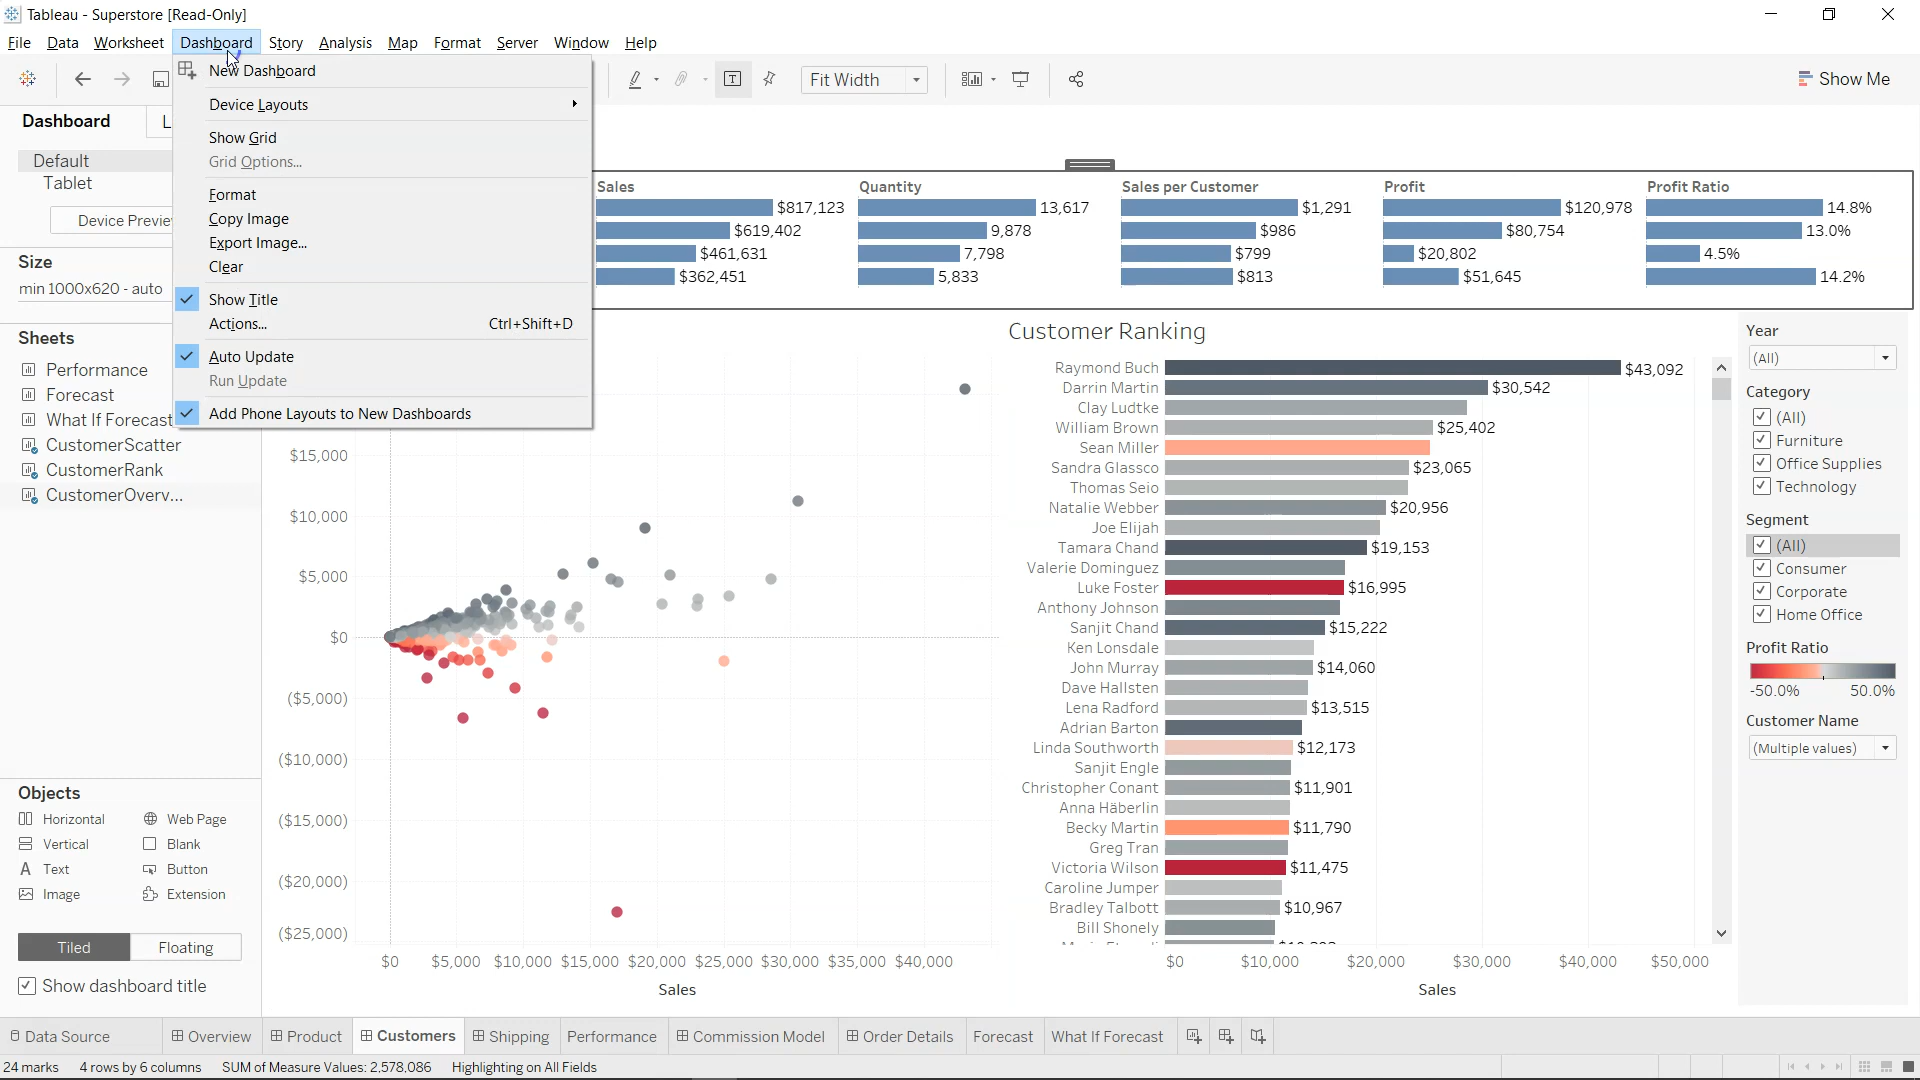 Tableau - Superstore [Read-Only]
File Data Worksheet Dashboard Story Analysis Map Format Server Window Help
Fit Width
Show Me
Dashboard
Default
Tablet
Size
min 1000x620 - auto
Sheets
Performance
Forecast
What If Forecast
CustomerScatter
CustomerRank
CustomerOverv...
Objects
Horizontal Web Page
Vertical Blank
Text Button
Image Extension
Tiled Floating
Show dashboard title
New Dashboard
Device Layouts
Show Grid
Grid Options...
Format
Copy Image
Export Image...
Clear
Show Title
Actions... Ctrl+Shift+D
Auto Update
Run Update
Add Phone Layouts to New Dashboards
Sales Quantity Sales per Customer Profit Profit Ratio
$817,123 13,617 $1,291 $120,978 14.8%
$619,402 9,878 $986 $80,754 13.0%
$461,631 7,798 $799 $20,802 4.5%
$362,451 5,833 $813 $51,645 14.2%
$15,000
$10,000
$5,000
$0
($5,000)
($10,000)
($15,000)
($20,000)
($25,000)
$0 $5,000 $10,000 $15,000 $20,000 $25,000 $30,000 $35,000 $40,000
Sales
Customer Ranking
Raymond Buch $43,092
Darrin Martin $30,542
Clay Ludtke
William Brown $25,402
Sean Miller
Sandra Glassco $23,065
Thomas Seio
Natalie Webber $20,956
Joe Elijah
Tamara Chand $19,153
Valerie Dominguez
Luke Foster $16,995
Anthony Johnson
Sanjit Chand $15,222
Ken Lonsdale
John Murray $14,060
Dave Hallsten
Lena Radford $13,515
Adrian Barton
Linda Southworth $12,173
Sanjit Engle
Christopher Conant $11,901
Anna Häberlin
Becky Martin $11,790
Greg Tran
Victoria Wilson $11,475
Caroline Jumper
Bradley Talbott $10,967
Bill Shonely
$0 $10,000 $20,000 $30,000 $40,000 $50,000
Sales
Year
(All)
Category
(All)
Furniture
Office Supplies
Technology
Segment
(All)
Consumer
Corporate
Home Office
Profit Ratio
-50.0% 50.0%
Customer Name
(Multiple values)
Data Source Overview Product Customers Shipping Performance Commission Model Order Details Forecast What If Forecast
24 marks 4 rows by 6 columns SUM of Measure Values: 2,578,086 Highlighting on All Fields